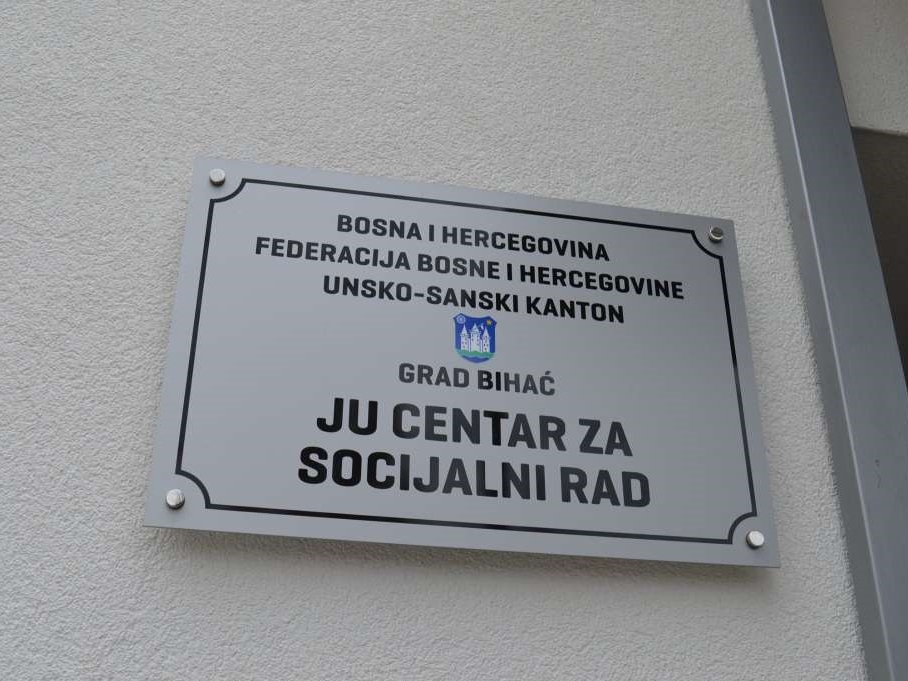 BOSNA I HERCEGOVINA
FEDERACIJA BOSNE I HERCEGOVINE
UNSKO-SANSKI KANTON
GRAD BIHAĆ
JU CENTAR ZA
SOCIJALNI RAD